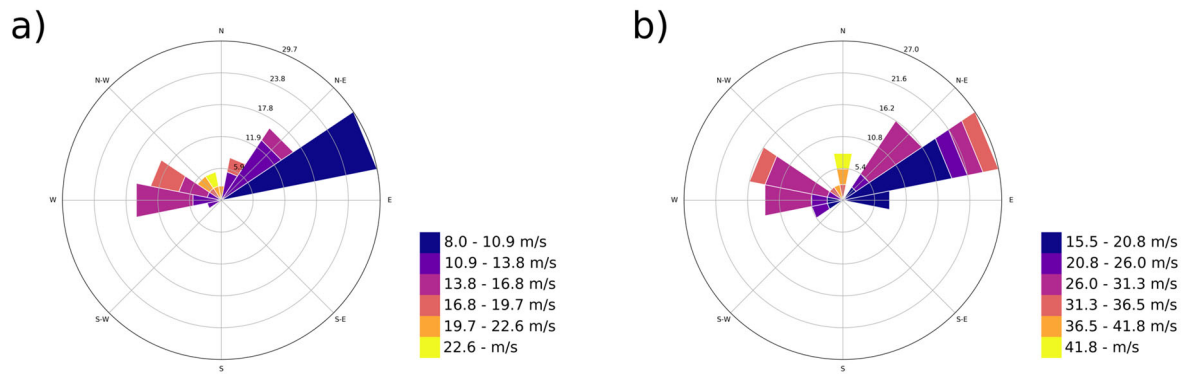 a)
N
29.7
23.8
17.8
11.9
5.9
N-W
N-E
W
E
S-W
S-E
S
8.0 - 10.9 m/s
10.9 - 13.8 m/s
13.8 - 16.8 m/s
16.8 - 19.7 m/s
19.7 - 22.6 m/s
22.6 - m/s
b)
N
27.0
21.6
16.2
10.8
5.4
N-W
N-E
W
E
S-W
S-E
S
15.5 - 20.8 m/s
20.8 - 26.0 m/s
26.0 - 31.3 m/s
31.3 - 36.5 m/s
36.5 - 41.8 m/s
41.8 - m/s